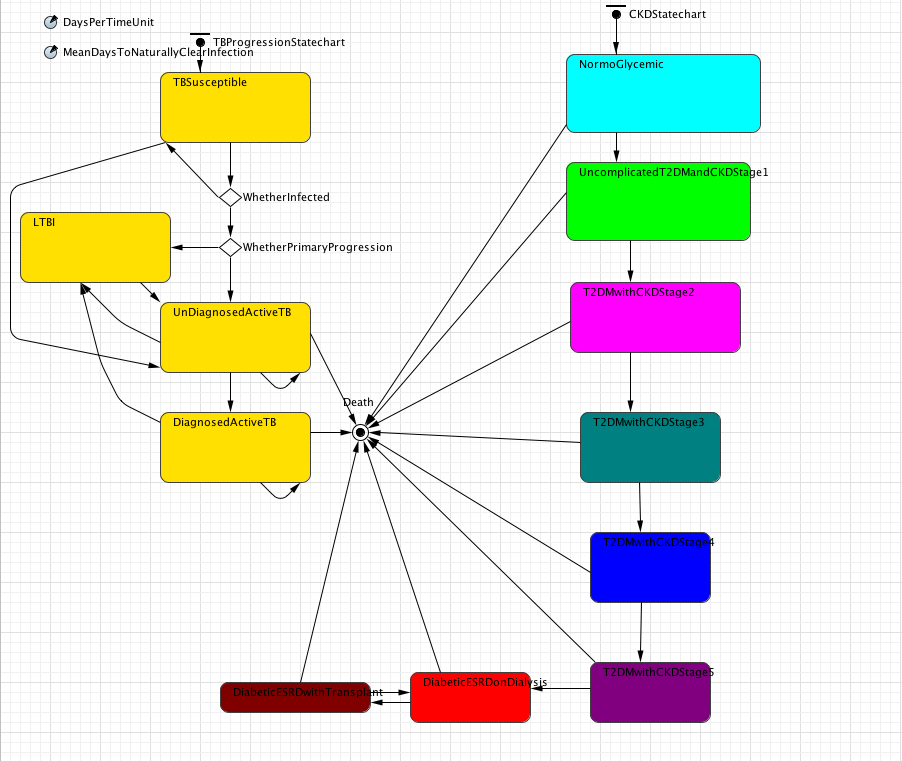 DaysPerTimeUnit
MeanDaysToNaturallyClearInfection
TBProgressionStatechart
CKDStatechart
TBSusceptible
NormoGlycemic
WhetherInfected
UncomplicatedT2DMandCKDStage1
LTBI
WhetherPrimaryProgression
T2DMwithCKDStage2
UnDiagnosedActiveTB
Death
DiagnosedActiveTB
T2DMwithCKDStage3
T2DMwithCKDStage4
T2DMwithCKDStage5
DiabeticESRDwithTransplant
DiabeticESRDonDialysis